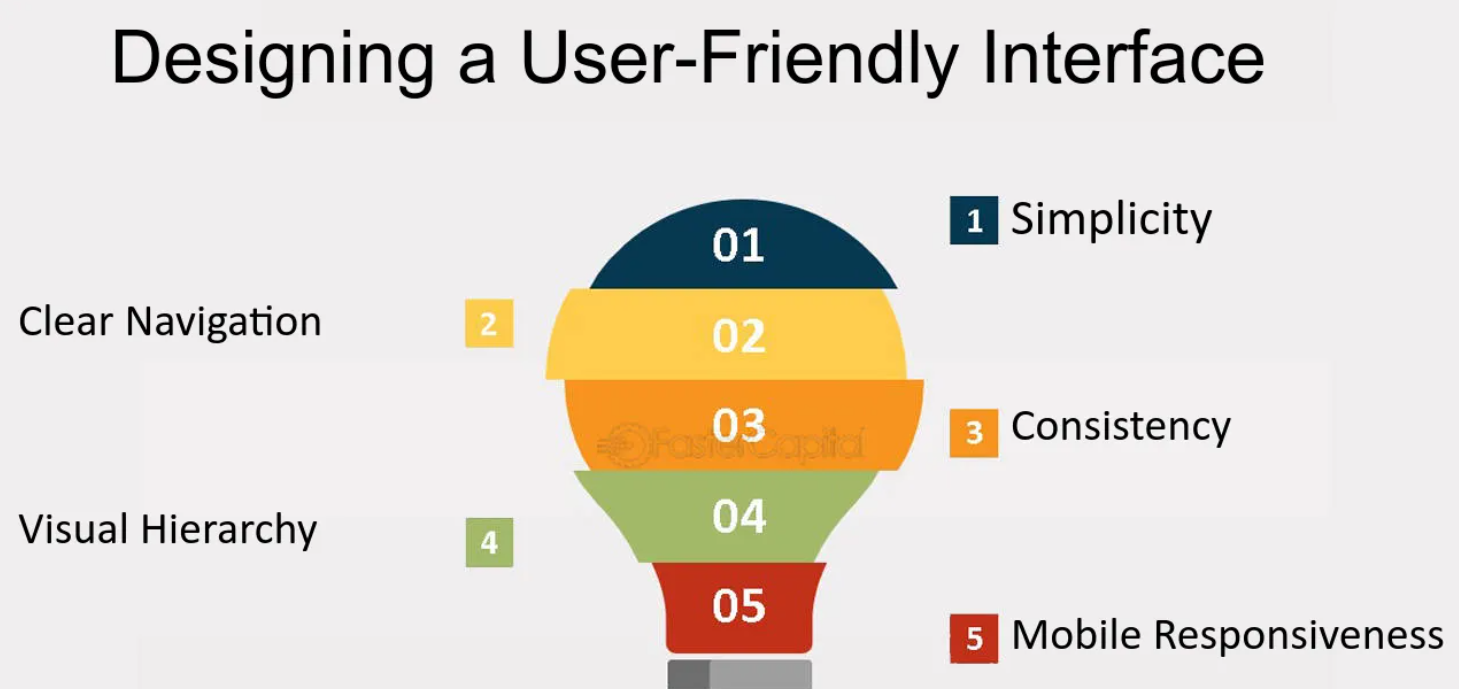 Designing a User-Friendly Interface
01
1 Simplicity
Clear Navigation 2
02
03
FasterCapital
3 Consistency
04
Visual Hierarchy 4
05
5 Mobile Responsiveness